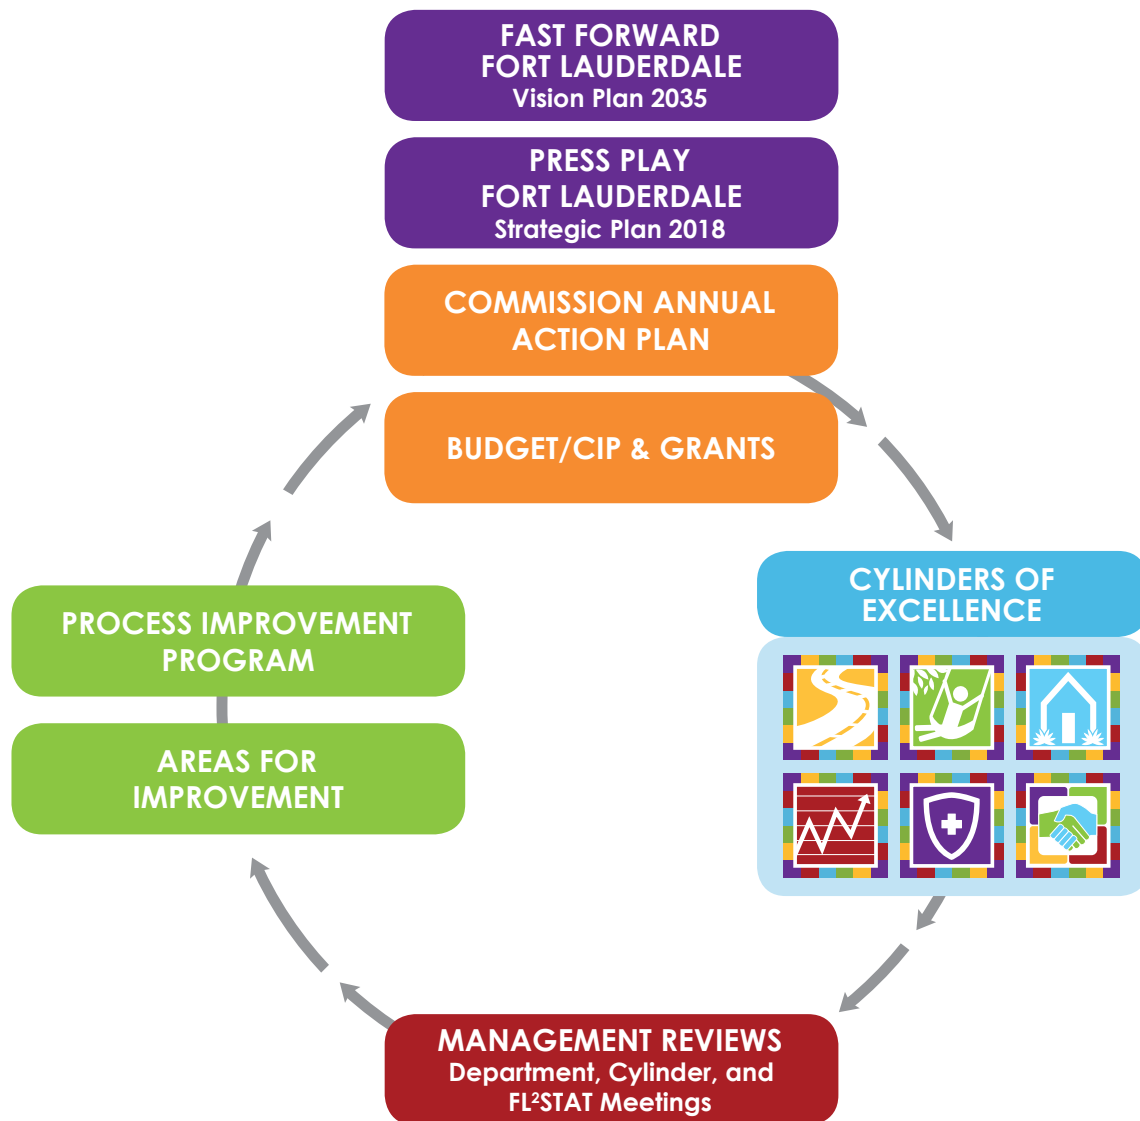 FAST FORWARD
FORT LAUDERDALE
Vision Plan 2035
PRESS PLAY
FORT LAUDERDALE
Strategic Plan 2018
COMMISSION ANNUAL
ACTION PLAN
BUDGET/CIP & GRANTS
CYLINDERS OF
EXCELLENCE
PROCESS IMPROVEMENT
PROGRAM
AREAS FOR
IMPROVEMENT
MANAGEMENT REVIEWS
Department, Cylinder, and
FL²STAT Meetings